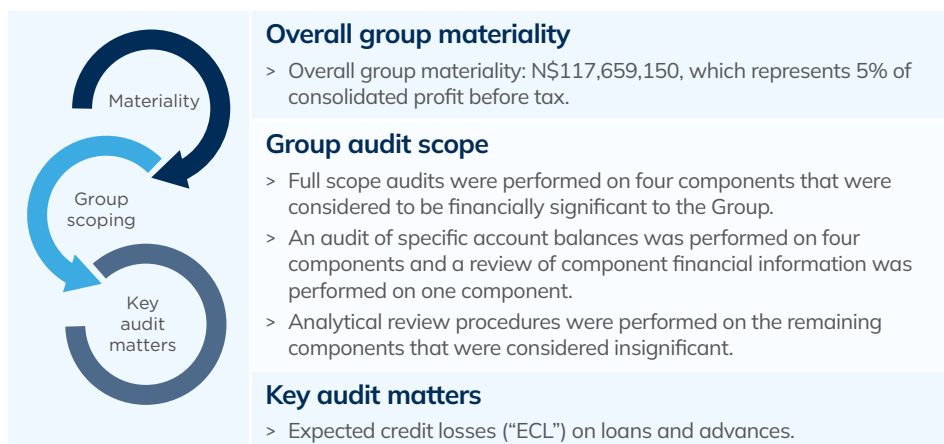 Materiality
Group
scoping
Key
audit
matters
Overall group materiality
> Overall group materiality: N$117,659,150, which represents 5% of
consolidated profit before tax.
Group audit scope
> Full scope audits were performed on four components that were
considered to be financially significant to the Group.
> An audit of specific account balances was performed on four
components and a review of component financial information was
performed on one component.
> Analytical review procedures were performed on the remaining
components that were considered insignificant.
Key audit matters
> Expected credit losses (“ECL”) on loans and advances.